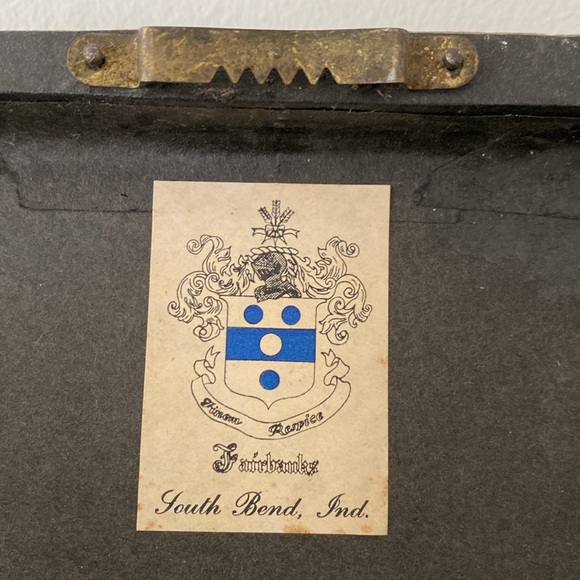 Finem Respice
Fairbanks
South Bend, Ind.